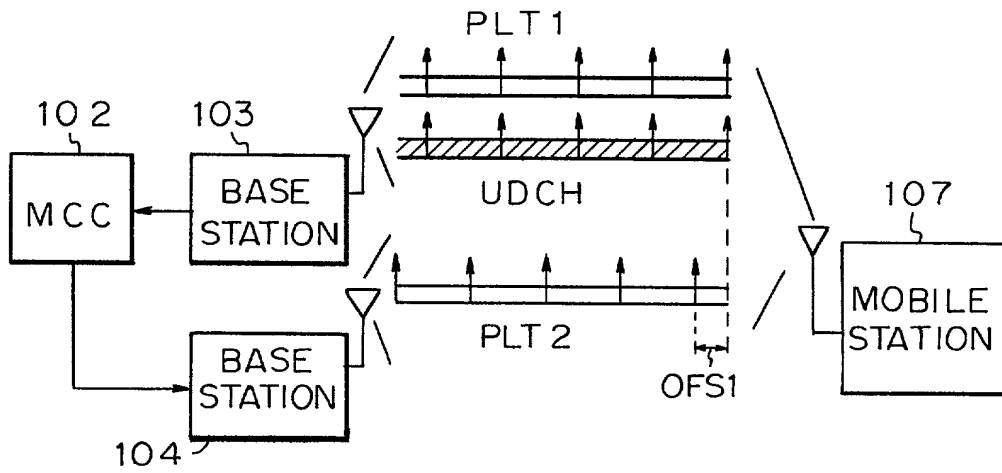 PLT1
102
103
MCC
BASE
STATION
UDCH
107
MOBILE
STATION
PLT2
OFS1
BASE
STATION
104